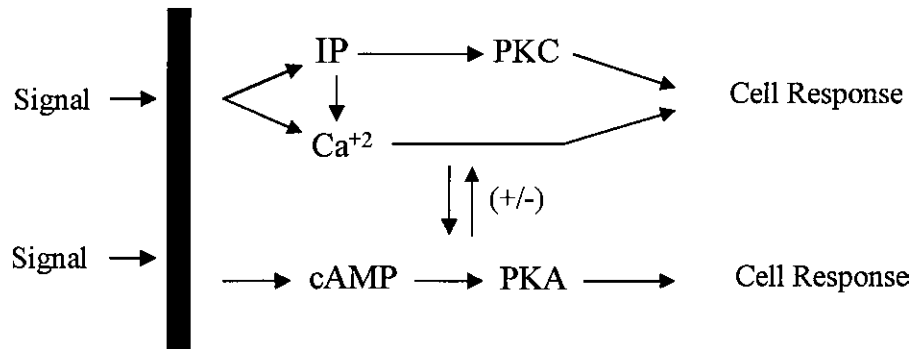 IP PKC
Signal Cell Response
Ca⁺²
(+/-)
Signal
cAMP PKA Cell Response